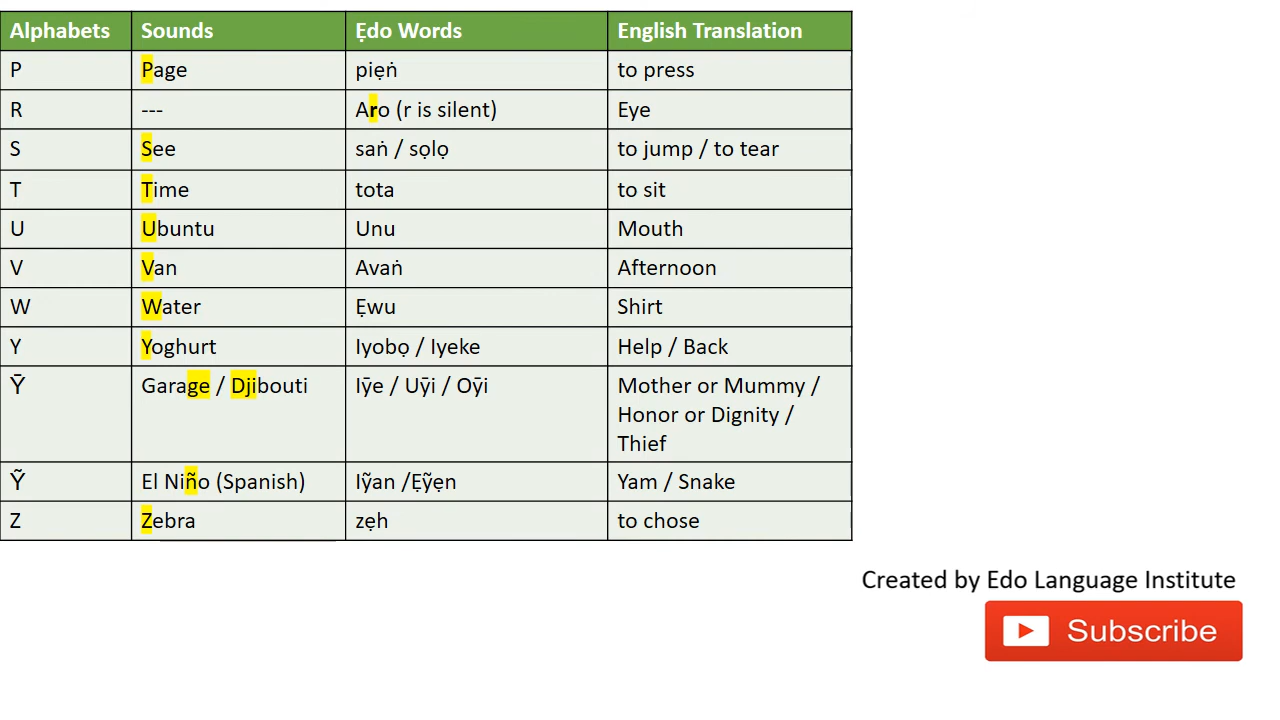 Alphabets Sounds Ẹdo Words English Translation
P Page piẹṅ to press
R --- Aro (r is silent) Eye
S See saṅ / sọlọ to jump / to tear
T Time tota to sit
U Ubuntu Unu Mouth
V Van Avaṅ Afternoon
W Water Ẹwu Shirt
Y Yoghurt Iyobọ / Iyeke Help / Back
Ȳ Garage / Djibouti Iȳe / Uȳi / Oȳi Mother or Mummy /
Honor or Dignity /
Thief
Ỹ El Niño (Spanish) Iỹan /Ẹỹẹn Yam / Snake
Z Zebra zẹh to chose
Created by Edo Language Institute
Subscribe